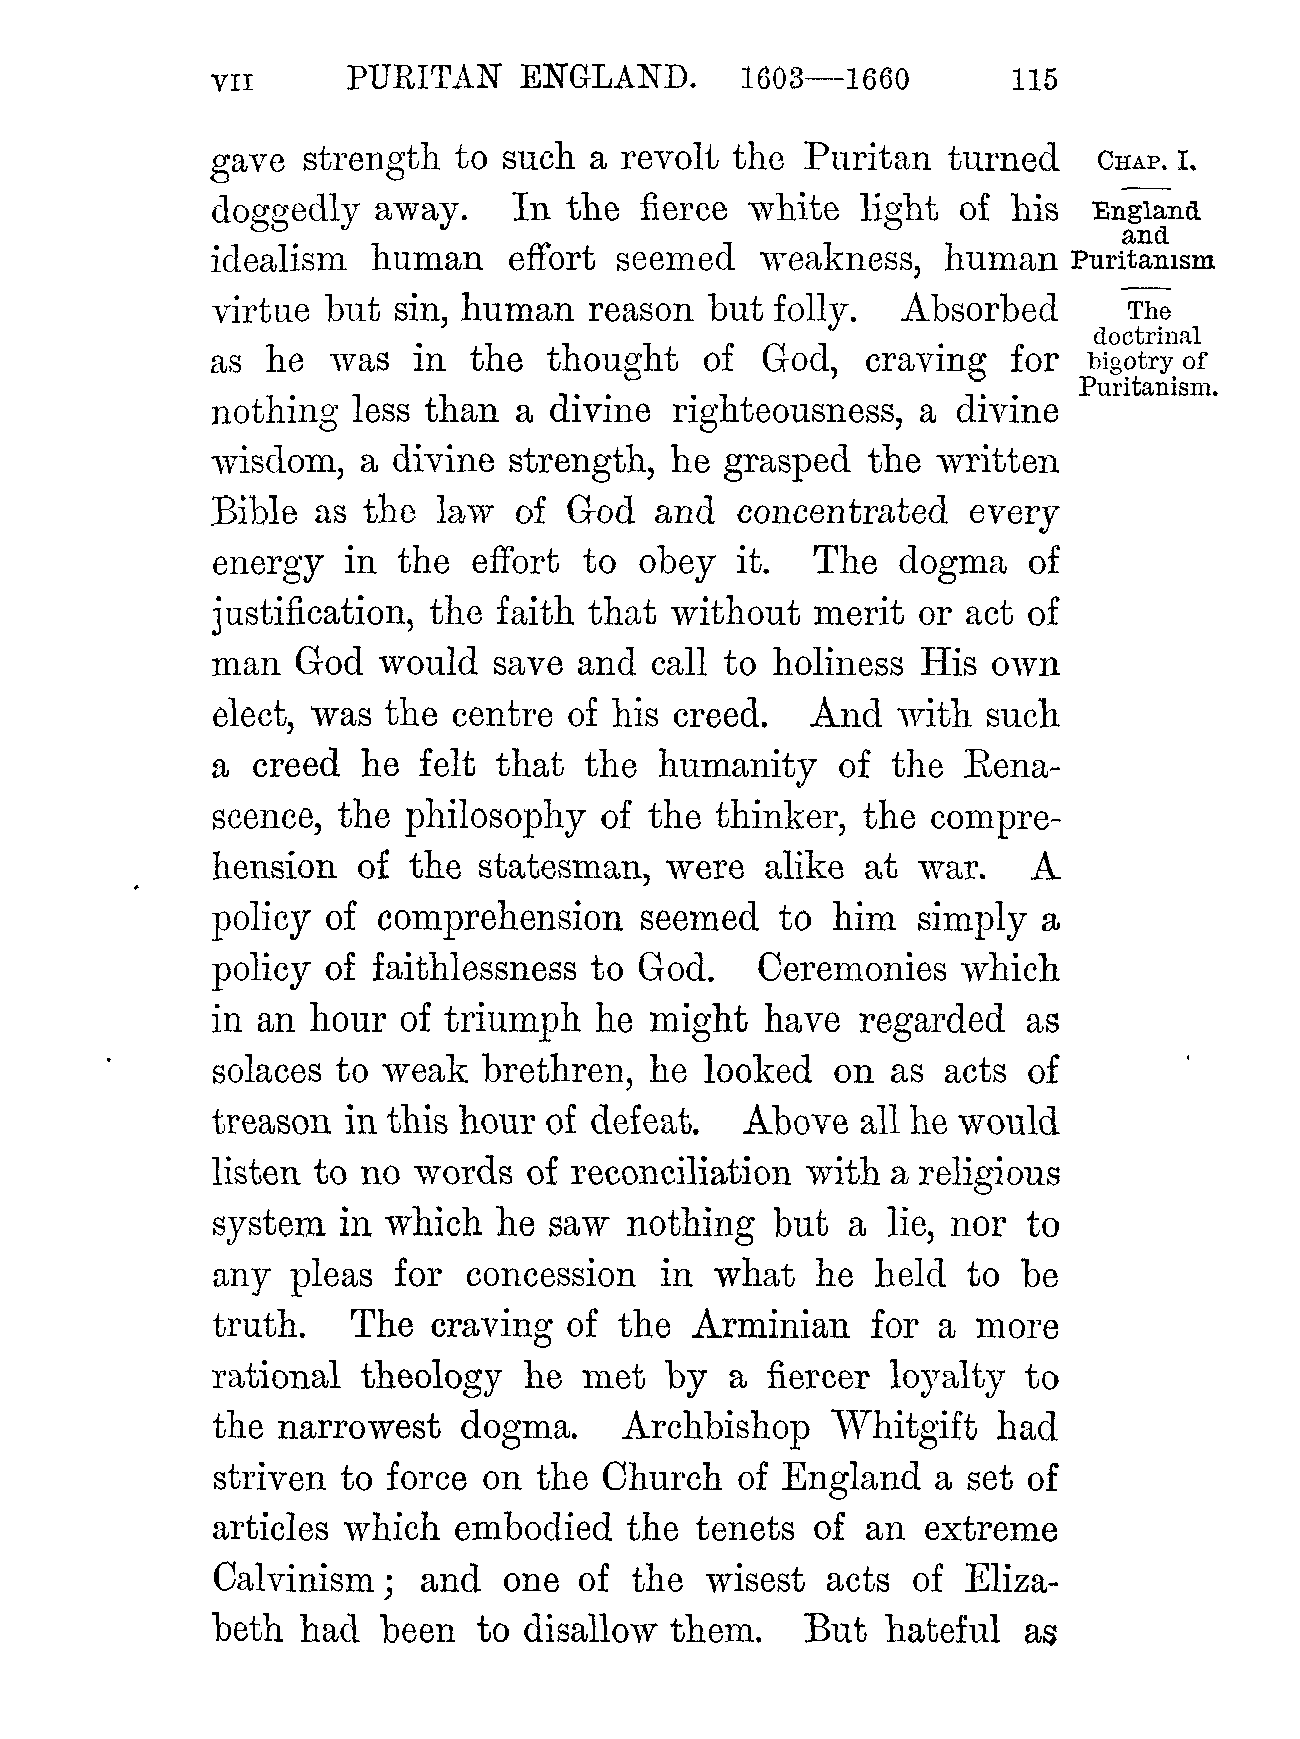 VII PURITAN ENGLAND. 1603—1660 115
gave strength to such a revolt the Puritan turned
doggedly away. In the fierce white light of his
idealism human effort seemed weakness, human
virtue but sin, human reason but folly. Absorbed
as he was in the thought of God, craving for
nothing less than a divine righteousness, a divine
wisdom, a divine strength, he grasped the written
Bible as the law of God and concentrated every
energy in the effort to obey it. The dogma of
justification, the faith that without merit or act of
man God would save and call to holiness His own
elect, was the centre of his creed. And with such
a creed he felt that the humanity of the Rena-
scence, the philosophy of the thinker, the compre-
hension of the statesman, were alike at war. A
policy of comprehension seemed to him simply a
policy of faithlessness to God. Ceremonies which
in an hour of triumph he might have regarded as
solaces to weak brethren, he looked on as acts of
treason in this hour of defeat. Above all he would
listen to no words of reconciliation with a religious
system in which he saw nothing but a lie, nor to
any pleas for concession in what he held to be
truth. The craving of the Arminian for a more
rational theology he met by a fiercer loyalty to
the narrowest dogma. Archbishop Whitgift had
striven to force on the Church of England a set of
articles which embodied the tenets of an extreme
Calvinism; and one of the wisest acts of Eliza-
beth had been to disallow them. But hateful as
CHAP. I.
England
and
Puritanism
The
doctrinal
bigotry of
Puritanism.